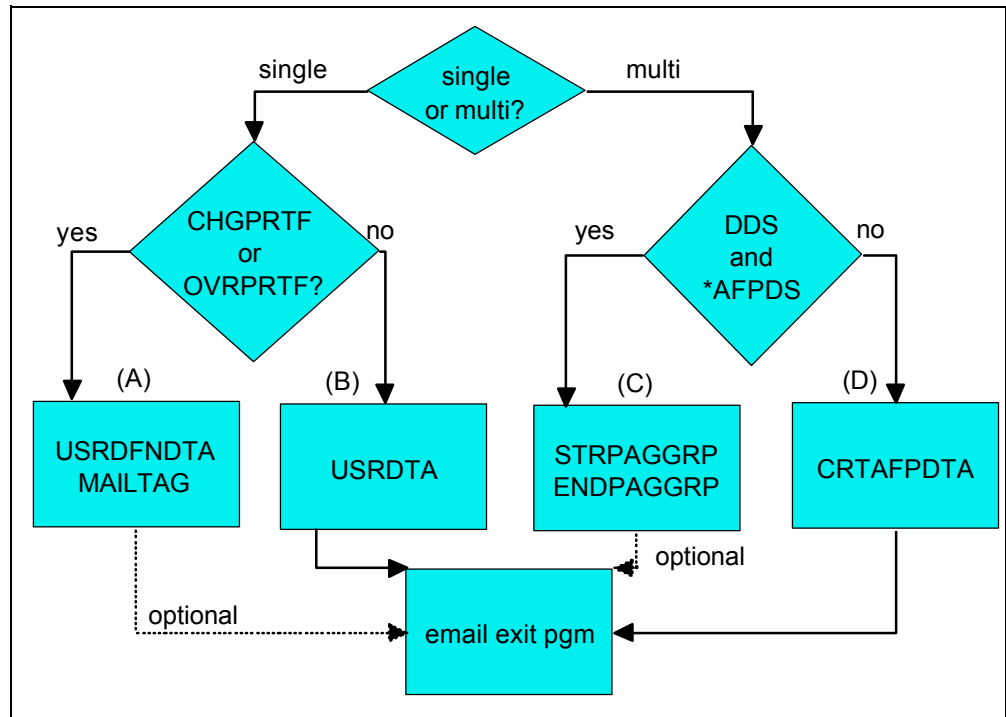 single
single
or multi?
multi
yes
CHGPRTF
or
OVRPRTF?
no
yes
DDS
and
*AFPDS
no
(A)
(B)
(C)
(D)
USRDFNDTA
MAILTAG
USRDTA
STRPAGGRP
ENDPAGGRP
CRTAFPDTA
optional
optional
email exit pgm